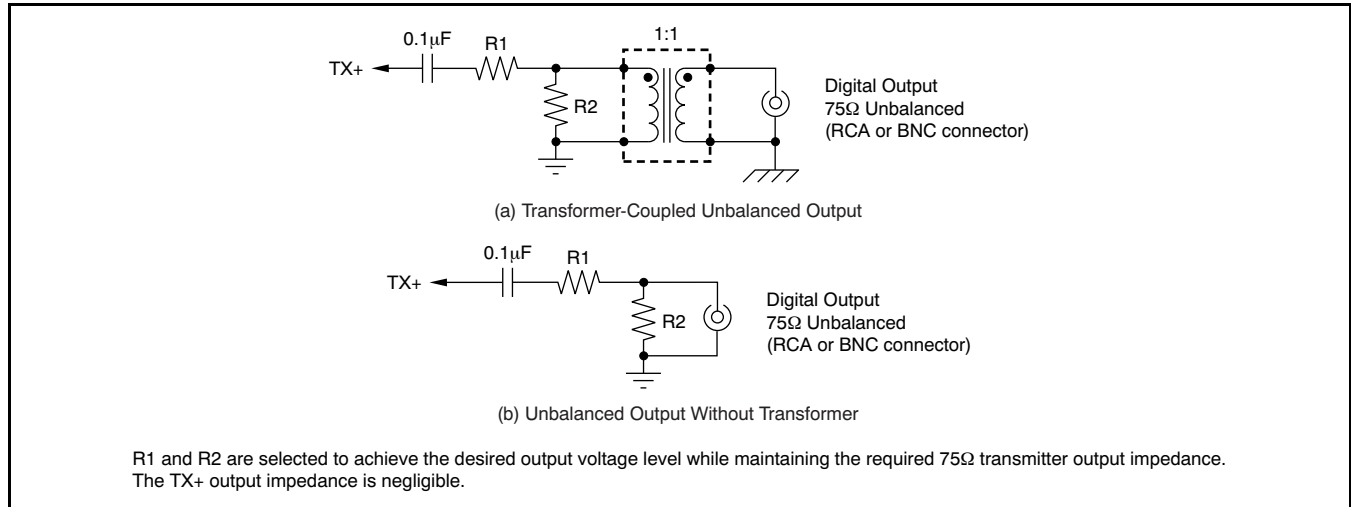 1:1
0.1μF
R1
TX+
R2
Digital Output
75Ω Unbalanced
(RCA or BNC connector)
(a) Transformer-Coupled Unbalanced Output
0.1μF
R1
TX+
R2
Digital Output
75Ω Unbalanced
(RCA or BNC connector)
(b) Unbalanced Output Without Transformer
R1 and R2 are selected to achieve the desired output voltage level while maintaining the required 75Ω transmitter output impedance.
The TX+ output impedance is negligible.